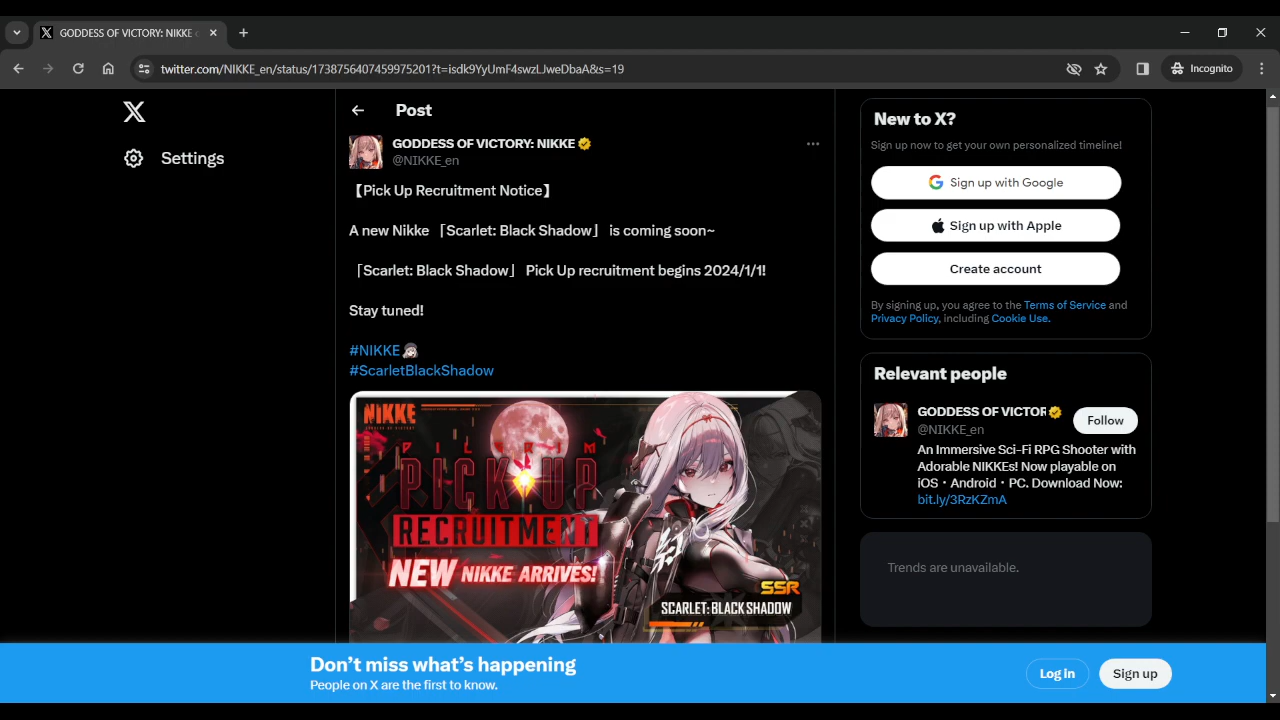 GODDESS OF VICTORY: NIKKE
twitter.com/NIKKE_en/status/1738756407459975201?t=isdk9YyUmF4swzLJweDbaA&s=19
Incognito
Settings
Post
GODDESS OF VICTORY: NIKKE
@NIKKE_en
【Pick Up Recruitment Notice】
A new Nikke「Scarlet: Black Shadow」 is coming soon~
「Scarlet: Black Shadow」 Pick Up recruitment begins 2024/1/1!
Stay tuned!
#NIKKE
#ScarletBlackShadow
NIKKE
GODDESS OF VICTORY
PILGRIM
PICK UP
RECRUITMENT
NEW NIKKE ARRIVES!
SSR
SCARLET: BLACK SHADOW
New to X?
Sign up now to get your own personalized timeline!
Sign up with Google
Sign up with Apple
Create account
By signing up, you agree to the Terms of Service and
Privacy Policy, including Cookie Use.
Relevant people
GODDESS OF VICTOR
@NIKKE_en
Follow
An Immersive Sci-Fi RPG Shooter with
Adorable NIKKEs! Now playable on
iOS・Android・PC. Download Now:
bit.ly/3RzKZmA
Trends are unavailable.
Don’t miss what’s happening
People on X are the first to know.
Log in
Sign up